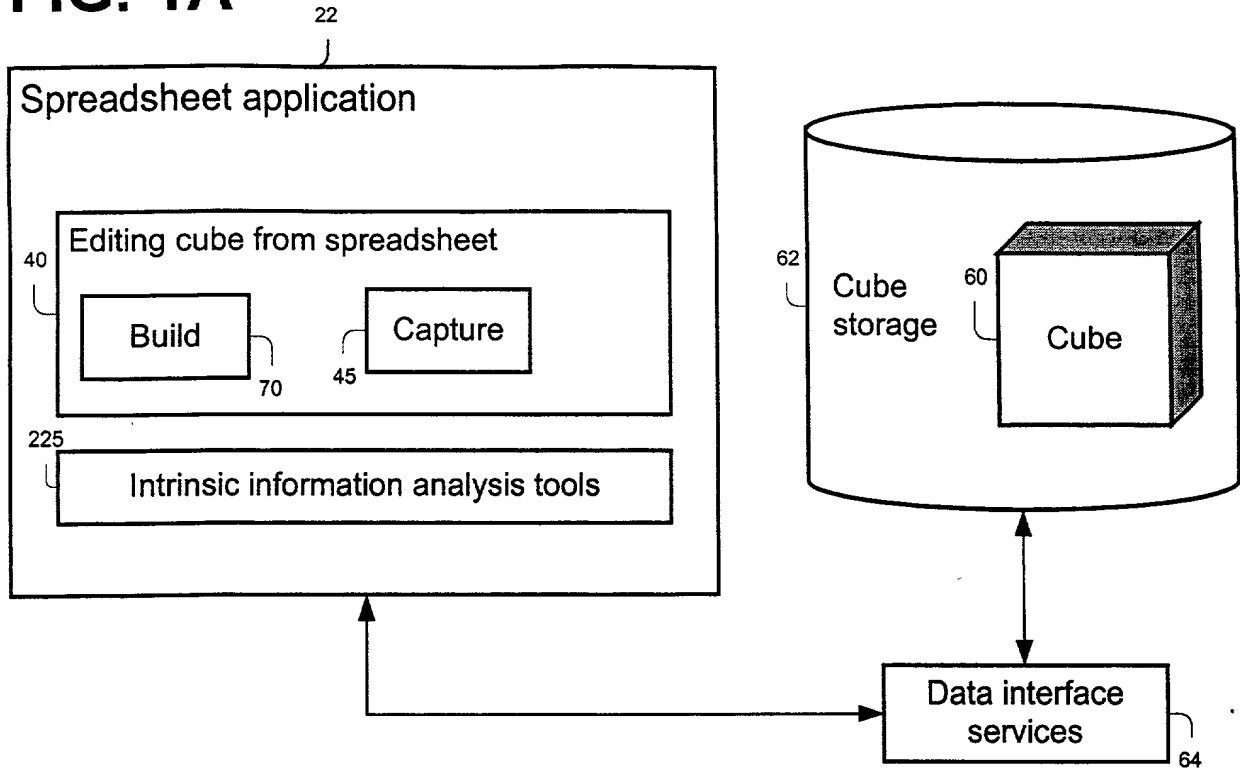 22
Spreadsheet application
Editing cube from spreadsheet
40
Build
70
Capture
45
225
Intrinsic information analysis tools
62
Cube
storage
60
Cube
Data interface
services
64